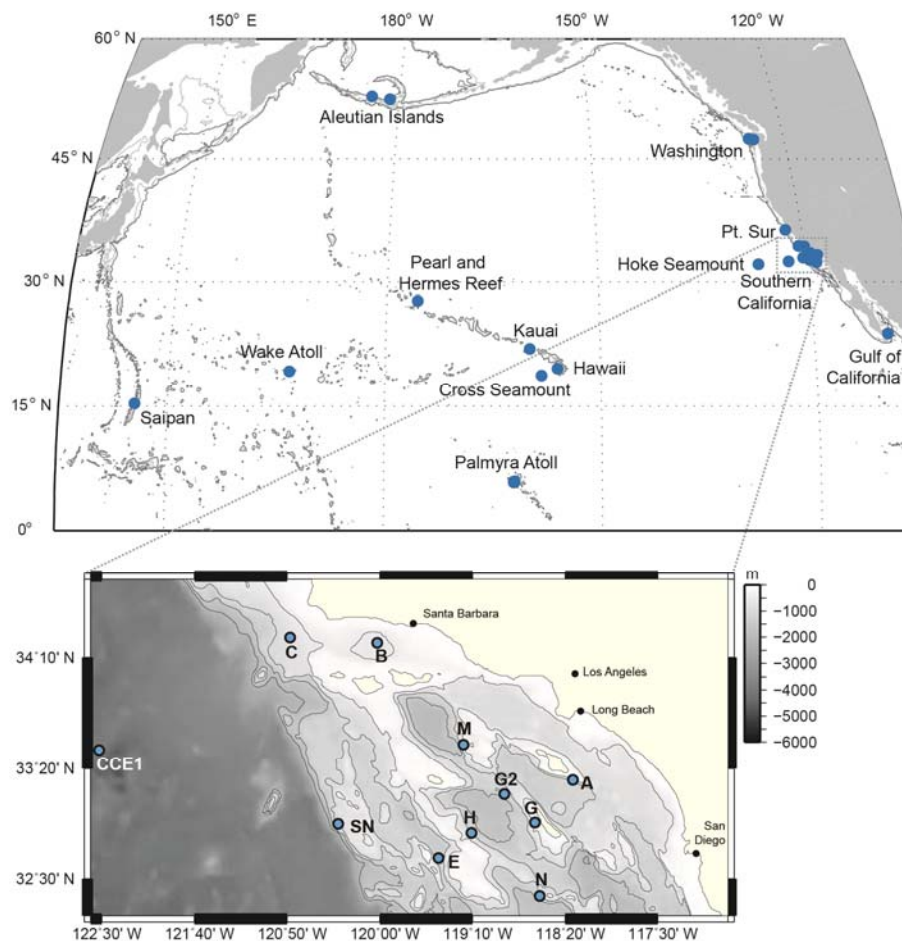 150° E
180° W
150° W
120° W
60° N
Aleutian Islands
45° N
Washington
Pt. Sur
Pearl and
Hermes Reef
Hoke Seamount
30° N
Southern
California
Kauai
Wake Atoll
Hawaii
Gulf of
California
Cross Seamount
15° N
Saipan
Palmyra Atoll
0°
m
0
−1000
−2000
−3000
−4000
−5000
−6000
Santa Barbara
C
B
34°10' N
Los Angeles
Long Beach
M
CCE1
33°20' N
G2
A
G
SN
H
San
Diego
E
32°30' N
N
122°30' W 121°40' W 120°50' W 120°00' W 119°10' W 118°20' W 117°30' W